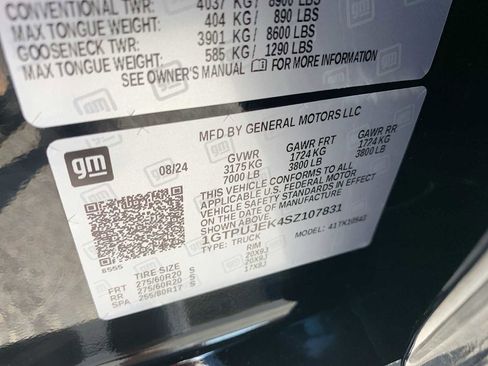 CONVENTIONAL TWR: 4037 KG/ 8900 LBS
MAX TONGUE WEIGHT: 404 KG/ 890 LBS
GOOSENECK TWR: 3901 KG/ 8600 LBS
MAX TONGUE WEIGHT: 585 KG/ 1290 LBS
SEE OWNER'S MANUAL FOR MORE INFORMATION
gm
MFD BY GENERAL MOTORS LLC
08/24 GVWR GAWR FRT GAWR RR
3175 KG 1724 KG 1724 KG
7000 LB 3800 LB 3800 LB
THIS VEHICLE CONFORMS TO ALL
APPLICABLE U.S. FEDERAL MOTOR
VEHICLE SAFETY STANDARDS IN EFFECT
ON THE DATE OF MANUFACTURE
SHOWN ABOVE
1GTPUJEK4SZ107831
TYPE: TRUCK 41TK10543
8555
TIRE SIZE RIM
FRT 275/60R20 S 20X9J
RR 275/60R20 S 20X9J
SPA 255/80R17 S 17X8J